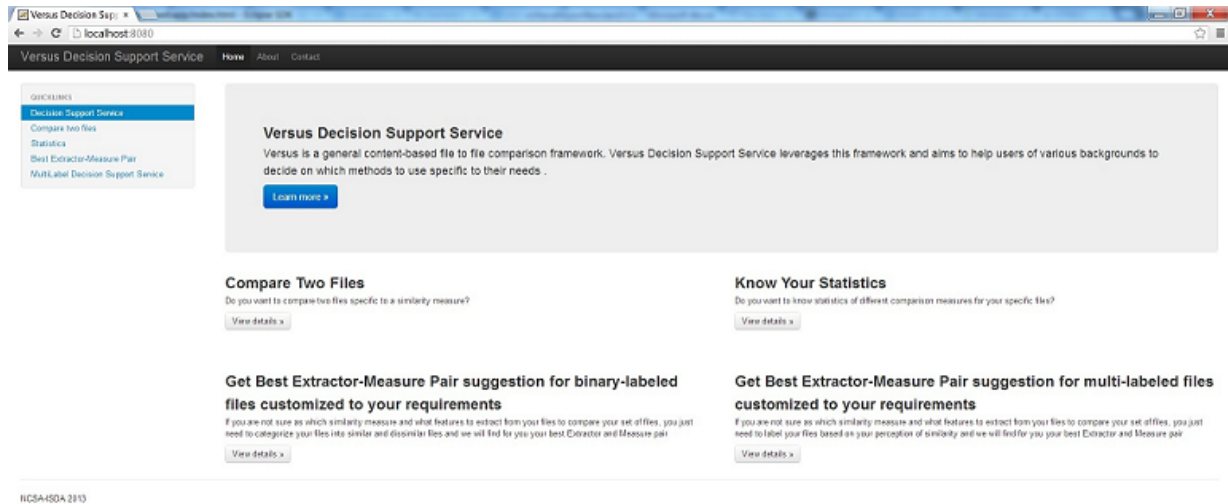 Versus Decision Sup
localhost:8080
Versus Decision Support Service Home About Contact
QUICKLINKS
Decision Support Service
Compare two files
Statistics
Best Extractor-Measure Pair
MultiLabel Decision Support Service
Versus Decision Support Service
Versus is a general content-based file to file comparison framework. Versus Decision Support Service leverages this framework and aims to help users of various backgrounds to
decide on which methods to use specific to their needs .
Learn more »
Compare Two Files
Do you want to compare two files specific to a similarity measure?
View details »
Know Your Statistics
Do you want to know statistics of different comparison measures for your specific files?
View details »
Get Best Extractor-Measure Pair suggestion for binary-labeled
files customized to your requirements
If you are not sure as which similarity measure and what features to extract from your files to compare your set of files, you just
need to categorize your files into similar and dissimilar files and we will find for you your best Extractor and Measure pair
View details »
Get Best Extractor-Measure Pair suggestion for multi-labeled files
customized to your requirements
If you are not sure as which similarity measure and what features to extract from your files to compare your set of files, you just
need to label your files based on your perception of similarity and we will find for you your best Extractor and Measure pair
View details »
NCSA-ISDA 2013